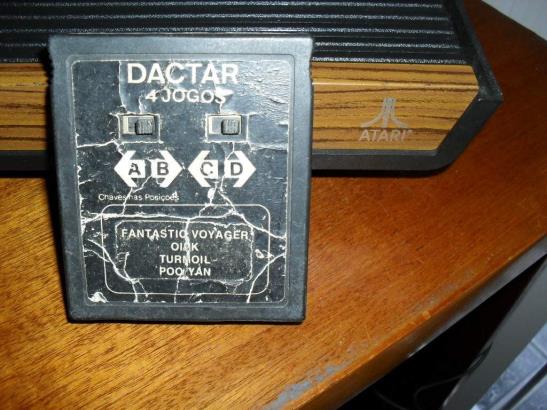 DACTAR
4 JOGOS
A B C D
Chaves nas Posições
FANTASTIC VOYAGER
OINK
TURMOIL
POOYAN
ATARI